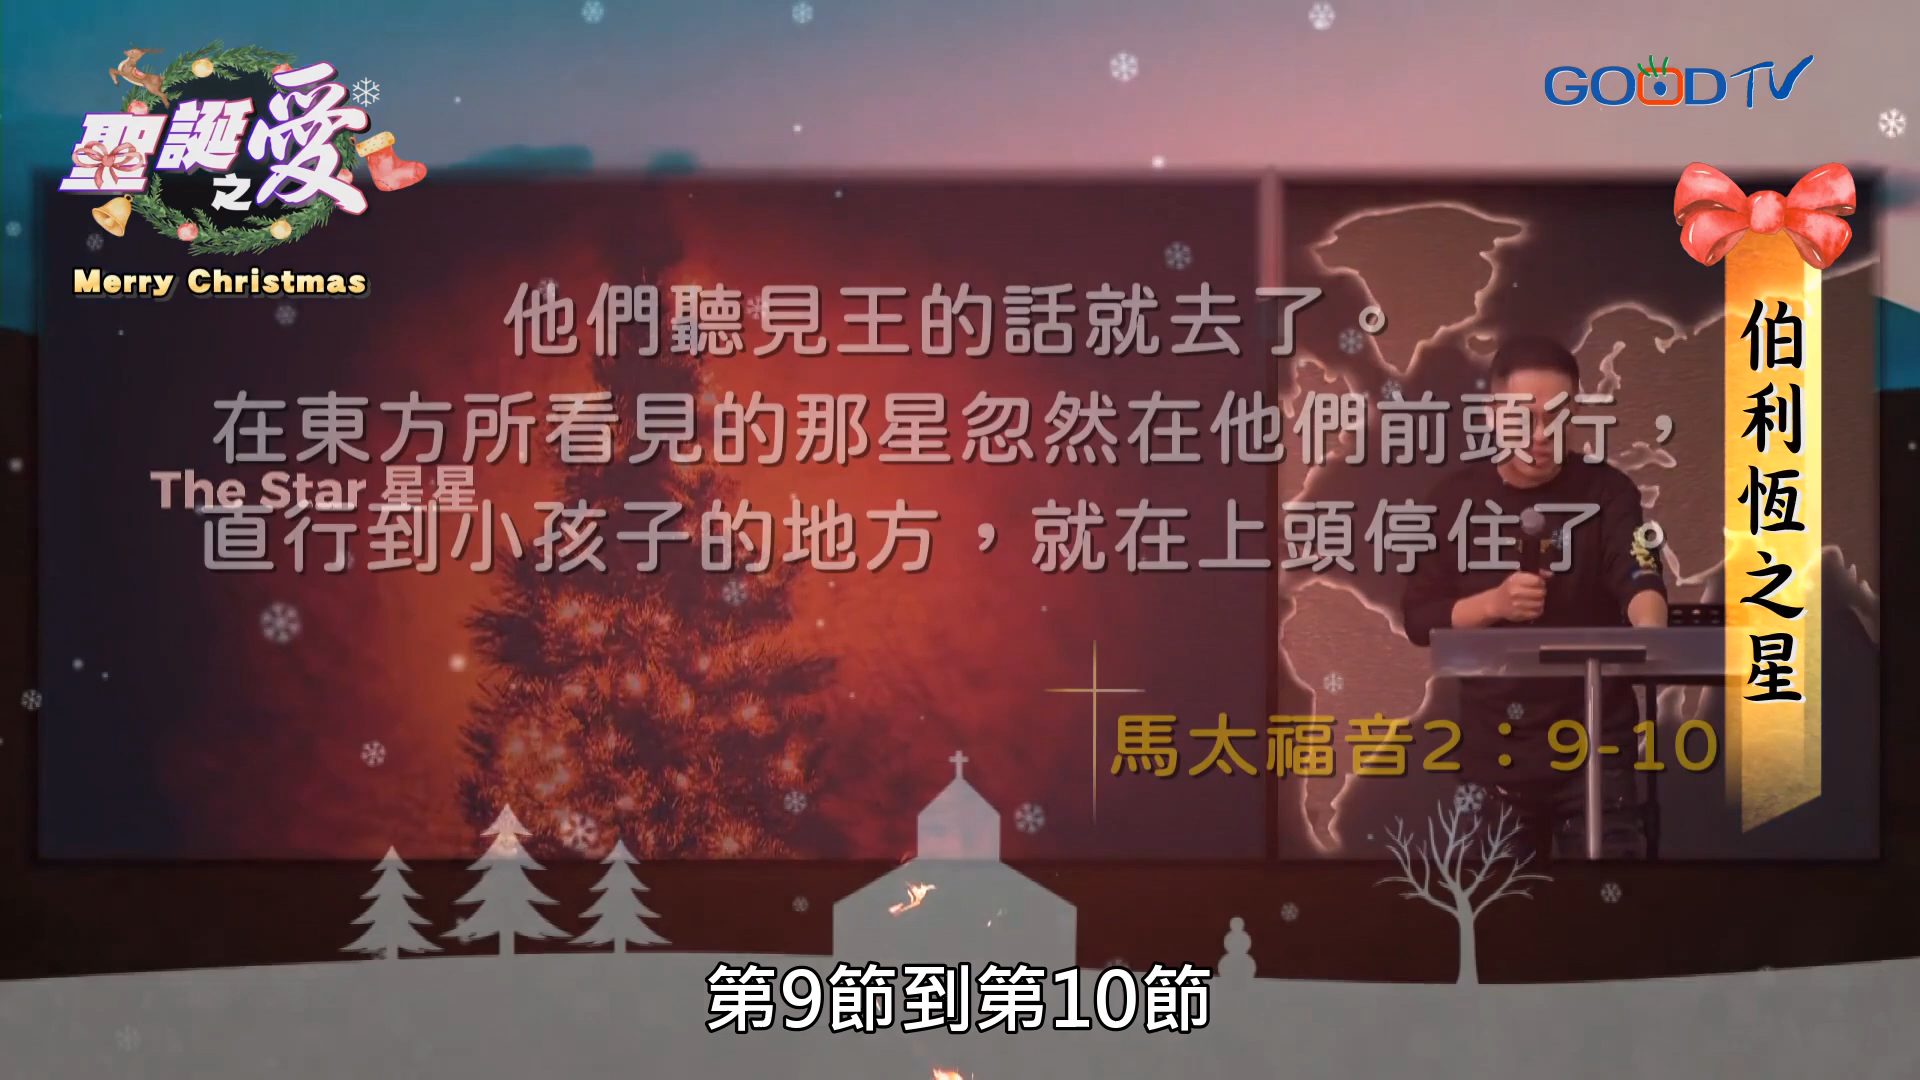 聖誕之愛
Merry Christmas
GOOD TV
他們聽見王的話就去了。
在東方所看見的那星忽然在他們前頭行，
The Star 星星
直行到小孩子的地方，就在上頭停住了。
馬太福音2：9-10
伯利恆之星
第9節到第10節